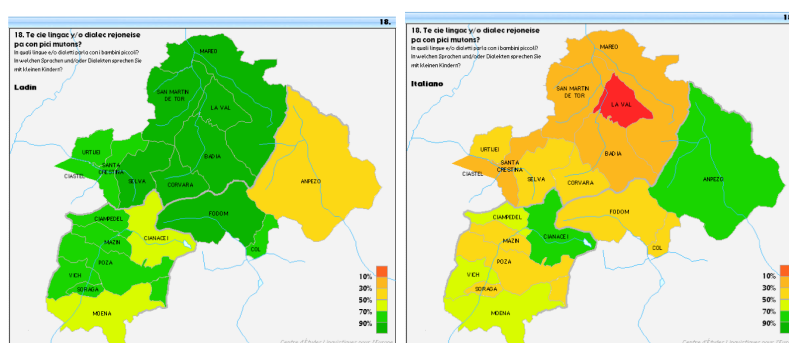 18.
18. Te cie lingaz y/o dialec rejoneise
pa con pici mutons?
In quali lingue e/o dialetti parla con i bambini piccoli?
In welchen Sprachen und/oder Dialekten sprechen Sie
mit kleinen Kindern?
Ladin
MAREO
SAN MARTIN
DE TOR
LA VAL
URTIJEI
SANTA
CRESTINA
CIASTEL
SELVA
BADIA
CORVARA
ANPEZO
FODOM
CIAMPEDEL
MAZIN
CIANACEI
COL
POZA
VICH
SORAGA
MOENA
10%
30%
50%
70%
90%
18.
18. Te cie lingaz y/o dialec rejoneise
pa con pici mutons?
In quali lingue e/o dialetti parla con i bambini piccoli?
In welchen Sprachen und/oder Dialekten sprechen Sie
mit kleinen Kindern?
Italiano
MAREO
SAN MARTIN
DE TOR
LA VAL
URTIJEI
SANTA
CRESTINA
CIASTEL
SELVA
BADIA
CORVARA
ANPEZO
FODOM
CIAMPEDEL
MAZIN
CIANACEI
COL
POZA
VICH
SORAGA
MOENA
10%
30%
50%
70%
90%